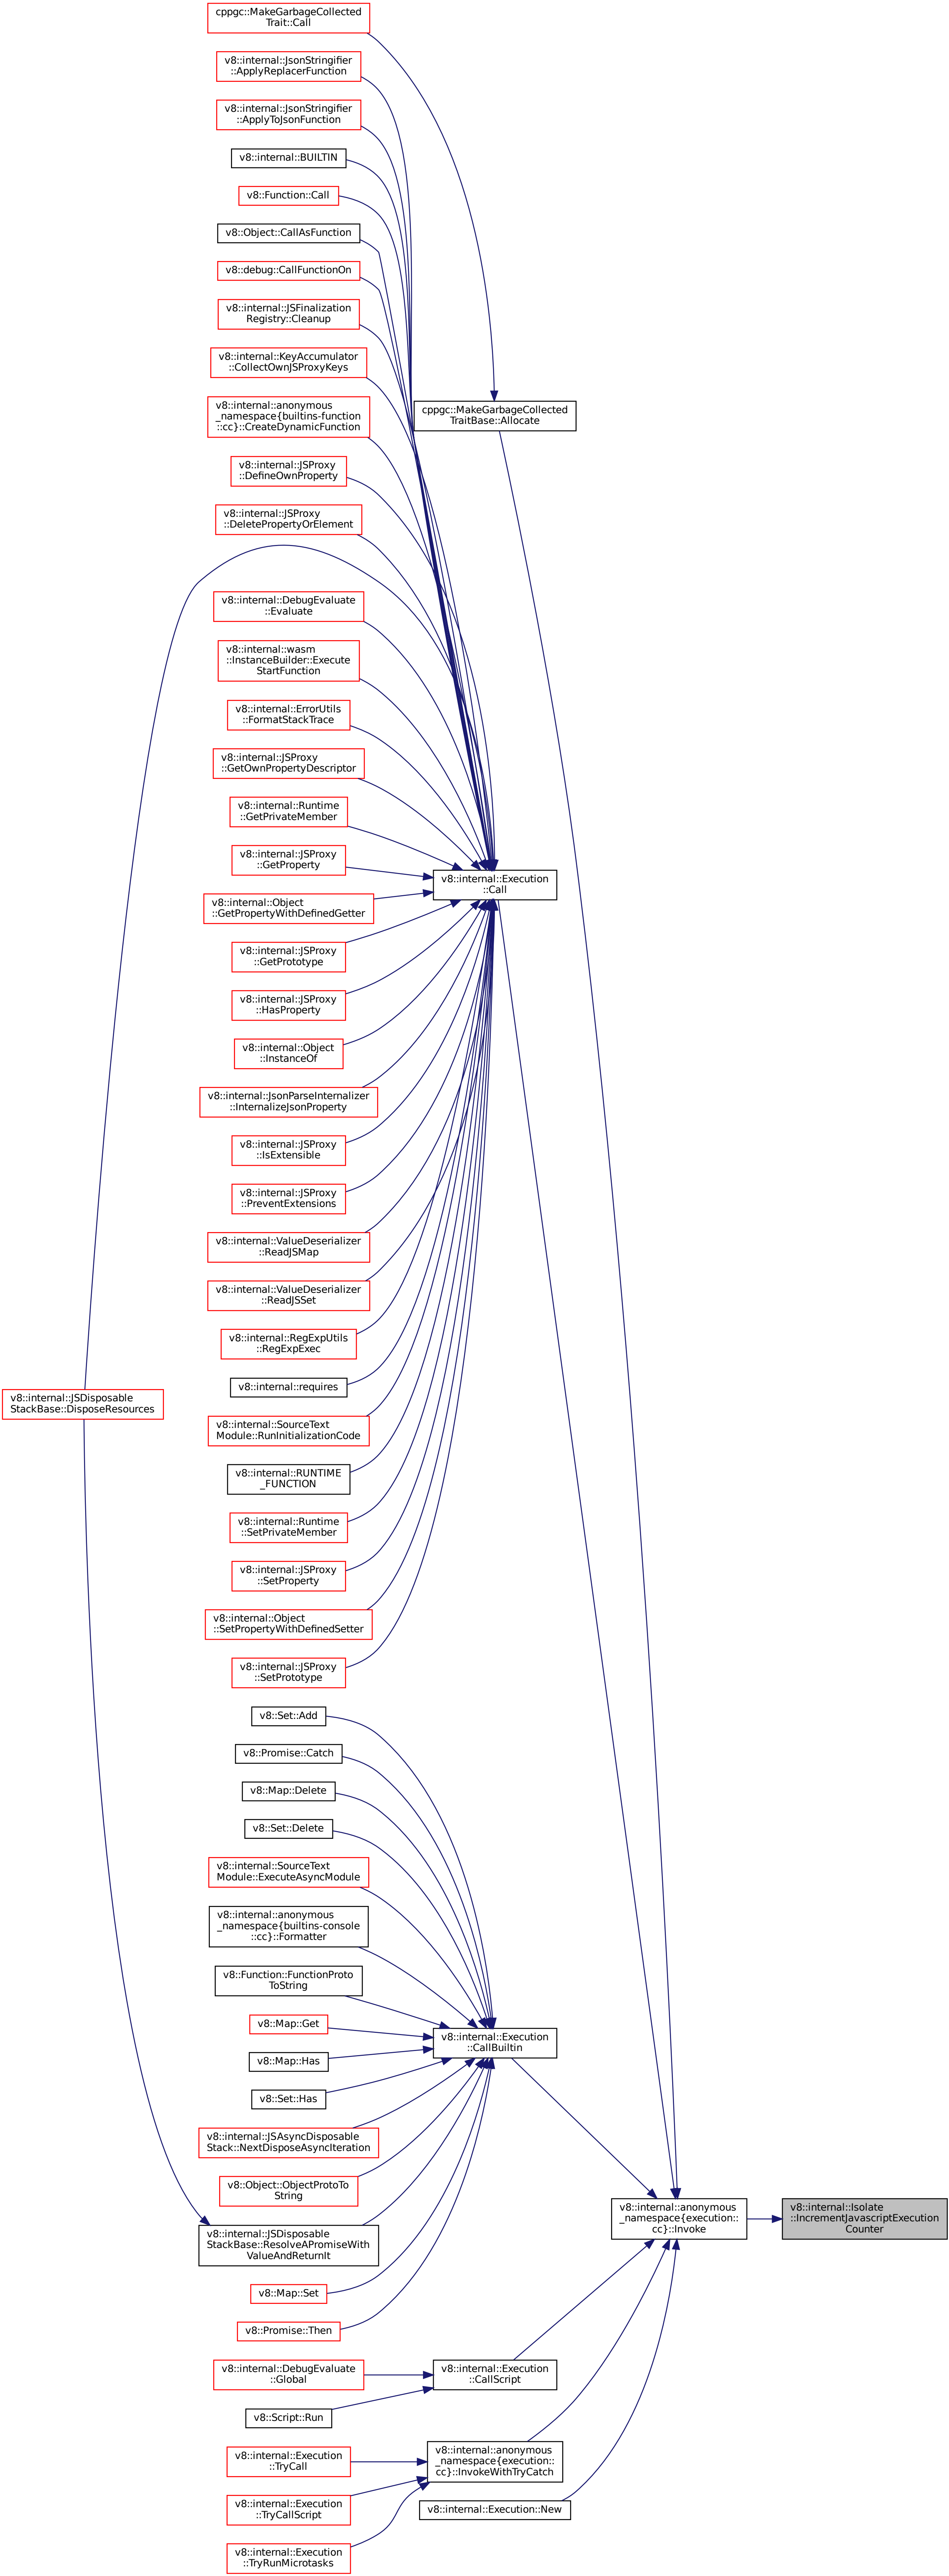 cppgc::MakeGarbageCollected
Trait::Call
v8::internal::JsonStringifier
::ApplyReplacerFunction
v8::internal::JsonStringifier
::ApplyToJsonFunction
v8::internal::BUILTIN
v8::Function::Call
v8::Object::CallAsFunction
v8::debug::CallFunctionOn
v8::internal::JSFinalization
Registry::Cleanup
v8::internal::KeyAccumulator
::CollectOwnJSProxyKeys
v8::internal::anonymous
_namespace{builtins-function
::cc}::CreateDynamicFunction
cppgc::MakeGarbageCollected
TraitBase::Allocate
v8::internal::JSProxy
::DefineOwnProperty
v8::internal::JSProxy
::DeletePropertyOrElement
v8::internal::DebugEvaluate
::Evaluate
v8::internal::wasm
::InstanceBuilder::Execute
StartFunction
v8::internal::ErrorUtils
::FormatStackTrace
v8::internal::JSProxy
::GetOwnPropertyDescriptor
v8::internal::Runtime
::GetPrivateMember
v8::internal::JSProxy
::GetProperty
v8::internal::Execution
::Call
v8::internal::Object
::GetPropertyWithDefinedGetter
v8::internal::JSProxy
::GetPrototype
v8::internal::JSProxy
::HasProperty
v8::internal::Object
::InstanceOf
v8::internal::JsonParseInternalizer
::InternalizeJsonProperty
v8::internal::JSProxy
::IsExtensible
v8::internal::JSProxy
::PreventExtensions
v8::internal::ValueDeserializer
::ReadJSMap
v8::internal::ValueDeserializer
::ReadJSSet
v8::internal::RegExpUtils
::RegExpExec
v8::internal::requires
v8::internal::JSDisposable
StackBase::DisposeResources
v8::internal::SourceText
Module::RunInitializationCode
v8::internal::RUNTIME
_FUNCTION
v8::internal::Runtime
::SetPrivateMember
v8::internal::JSProxy
::SetProperty
v8::internal::Object
::SetPropertyWithDefinedSetter
v8::internal::JSProxy
::SetPrototype
v8::Set::Add
v8::Promise::Catch
v8::Map::Delete
v8::Set::Delete
v8::internal::SourceText
Module::ExecuteAsyncModule
v8::internal::anonymous
_namespace{builtins-console
::cc}::Formatter
v8::Function::FunctionProto
ToString
v8::Map::Get
v8::internal::Execution
::CallBuiltin
v8::Map::Has
v8::Set::Has
v8::internal::JSAsyncDisposable
Stack::NextDisposeAsyncIteration
v8::Object::ObjectProtoTo
String
v8::internal::JSDisposable
StackBase::ResolveAPromiseWith
ValueAndReturnIt
v8::internal::anonymous
_namespace{execution::
cc}::Invoke
v8::internal::Isolate
::IncrementJavascriptExecution
Counter
v8::Map::Set
v8::Promise::Then
v8::internal::DebugEvaluate
::Global
v8::internal::Execution
::CallScript
v8::Script::Run
v8::internal::Execution
::TryCall
v8::internal::anonymous
_namespace{execution::
cc}::InvokeWithTryCatch
v8::internal::Execution
::TryCallScript
v8::internal::Execution::New
v8::internal::Execution
::TryRunMicrotasks